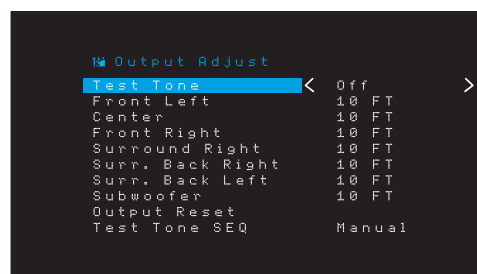 Output Adjust
Test Tone < Off >
Front Left 10 FT
Center 10 FT
Front Right 10 FT
Surround Right 10 FT
Surr. Back Right 10 FT
Surr. Back Left 10 FT
Subwoofer 10 FT
Output Reset
Test Tone SEQ Manual